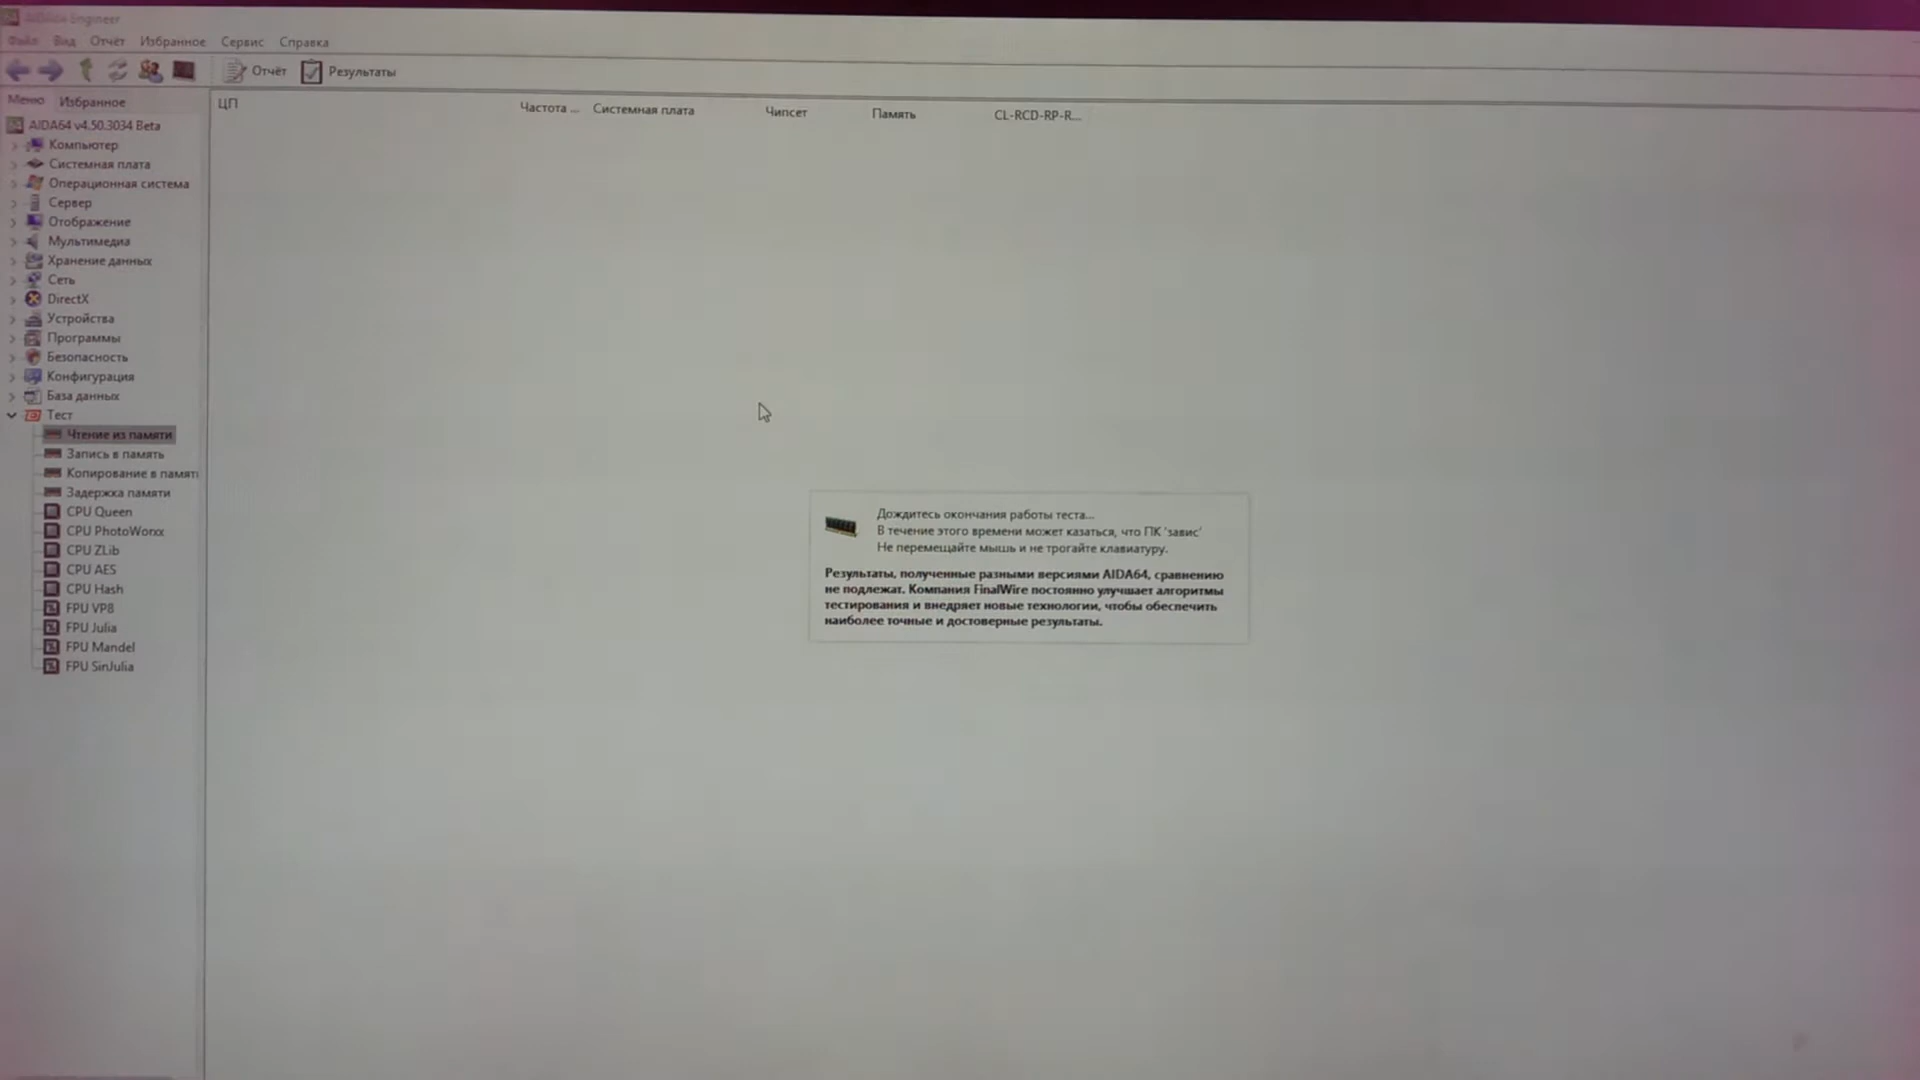 AIDA64 Engineer
Файл Вид Отчёт Избранное Сервис Справка
Отчёт Результаты
Меню Избранное
ЦП Частота ... Системная плата Чипсет Память CL-RCD-RP-R...
AIDA64 v4.50.3034 Beta
Компьютер
Системная плата
Операционная система
Сервер
Отображение
Мультимедиа
Хранение данных
Сеть
DirectX
Устройства
Программы
Безопасность
Конфигурация
База данных
Тест
Чтение из памяти
Запись в память
Копирование в памят
Задержка памяти
CPU Queen
CPU PhotoWorxx
CPU ZLib
CPU AES
CPU Hash
FPU VP8
FPU Julia
FPU Mandel
FPU SinJulia
Дождитесь окончания работы теста...
В течение этого времени может казаться, что ПК 'завис'
Не перемещайте мышь и не трогайте клавиатуру.
Результаты, полученные разными версиями AIDA64, сравнению
не подлежат. Компания FinalWire постоянно улучшает алгоритмы
тестирования и внедряет новые технологии, чтобы обеспечить
наиболее точные и достоверные результаты.